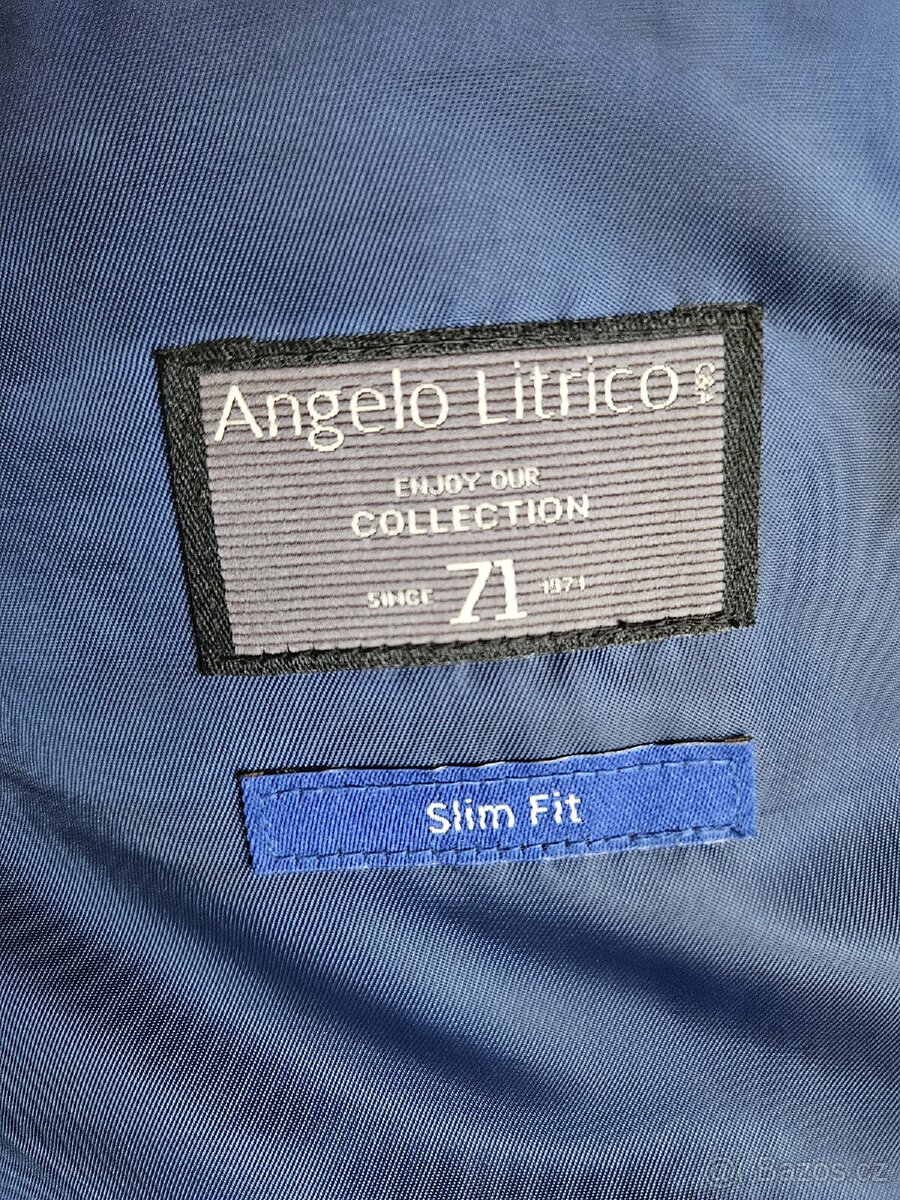 Angelo Litrico C&A
ENJOY OUR
COLLECTION
SINCE 71 1971
Slim Fit
Bazos.cz